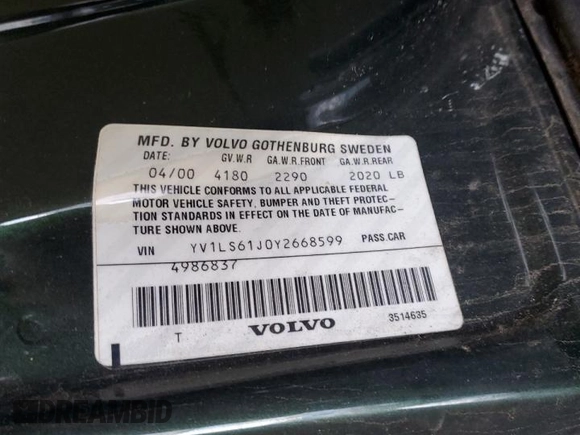 MFD. BY VOLVO GOTHENBURG SWEDEN
DATE: GV.W.R GA.W.R.FRONT GA.W.R.REAR
04/00 4180 2290 2020 LB
THIS VEHICLE CONFORMS TO ALL APPLICABLE FEDERAL
MOTOR VEHICLE SAFETY, BUMPER AND THEFT PROTEC-
TION STANDARDS IN EFFECT ON THE DATE OF MANUFAC-
TURE SHOWN ABOVE.
VIN YV1LS61J0Y2668599 PASS.CAR
4986837
T VOLVO 3514635
DREAMBID